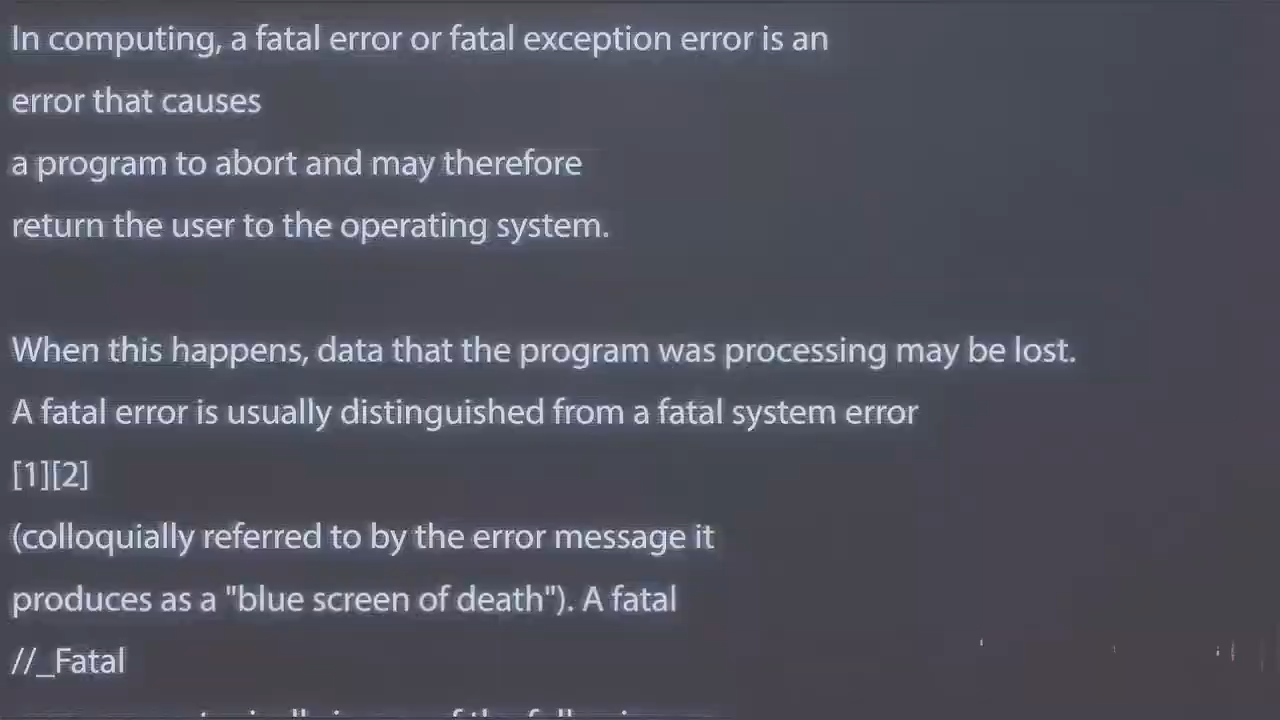 In computing, a fatal error or fatal exception error is an
error that causes
a program to abort and may therefore
return the user to the operating system.
When this happens, data that the program was processing may be lost.
A fatal error is usually distinguished from a fatal system error
[1][2]
(colloquially referred to by the error message it
produces as a "blue screen of death"). A fatal
//_Fatal